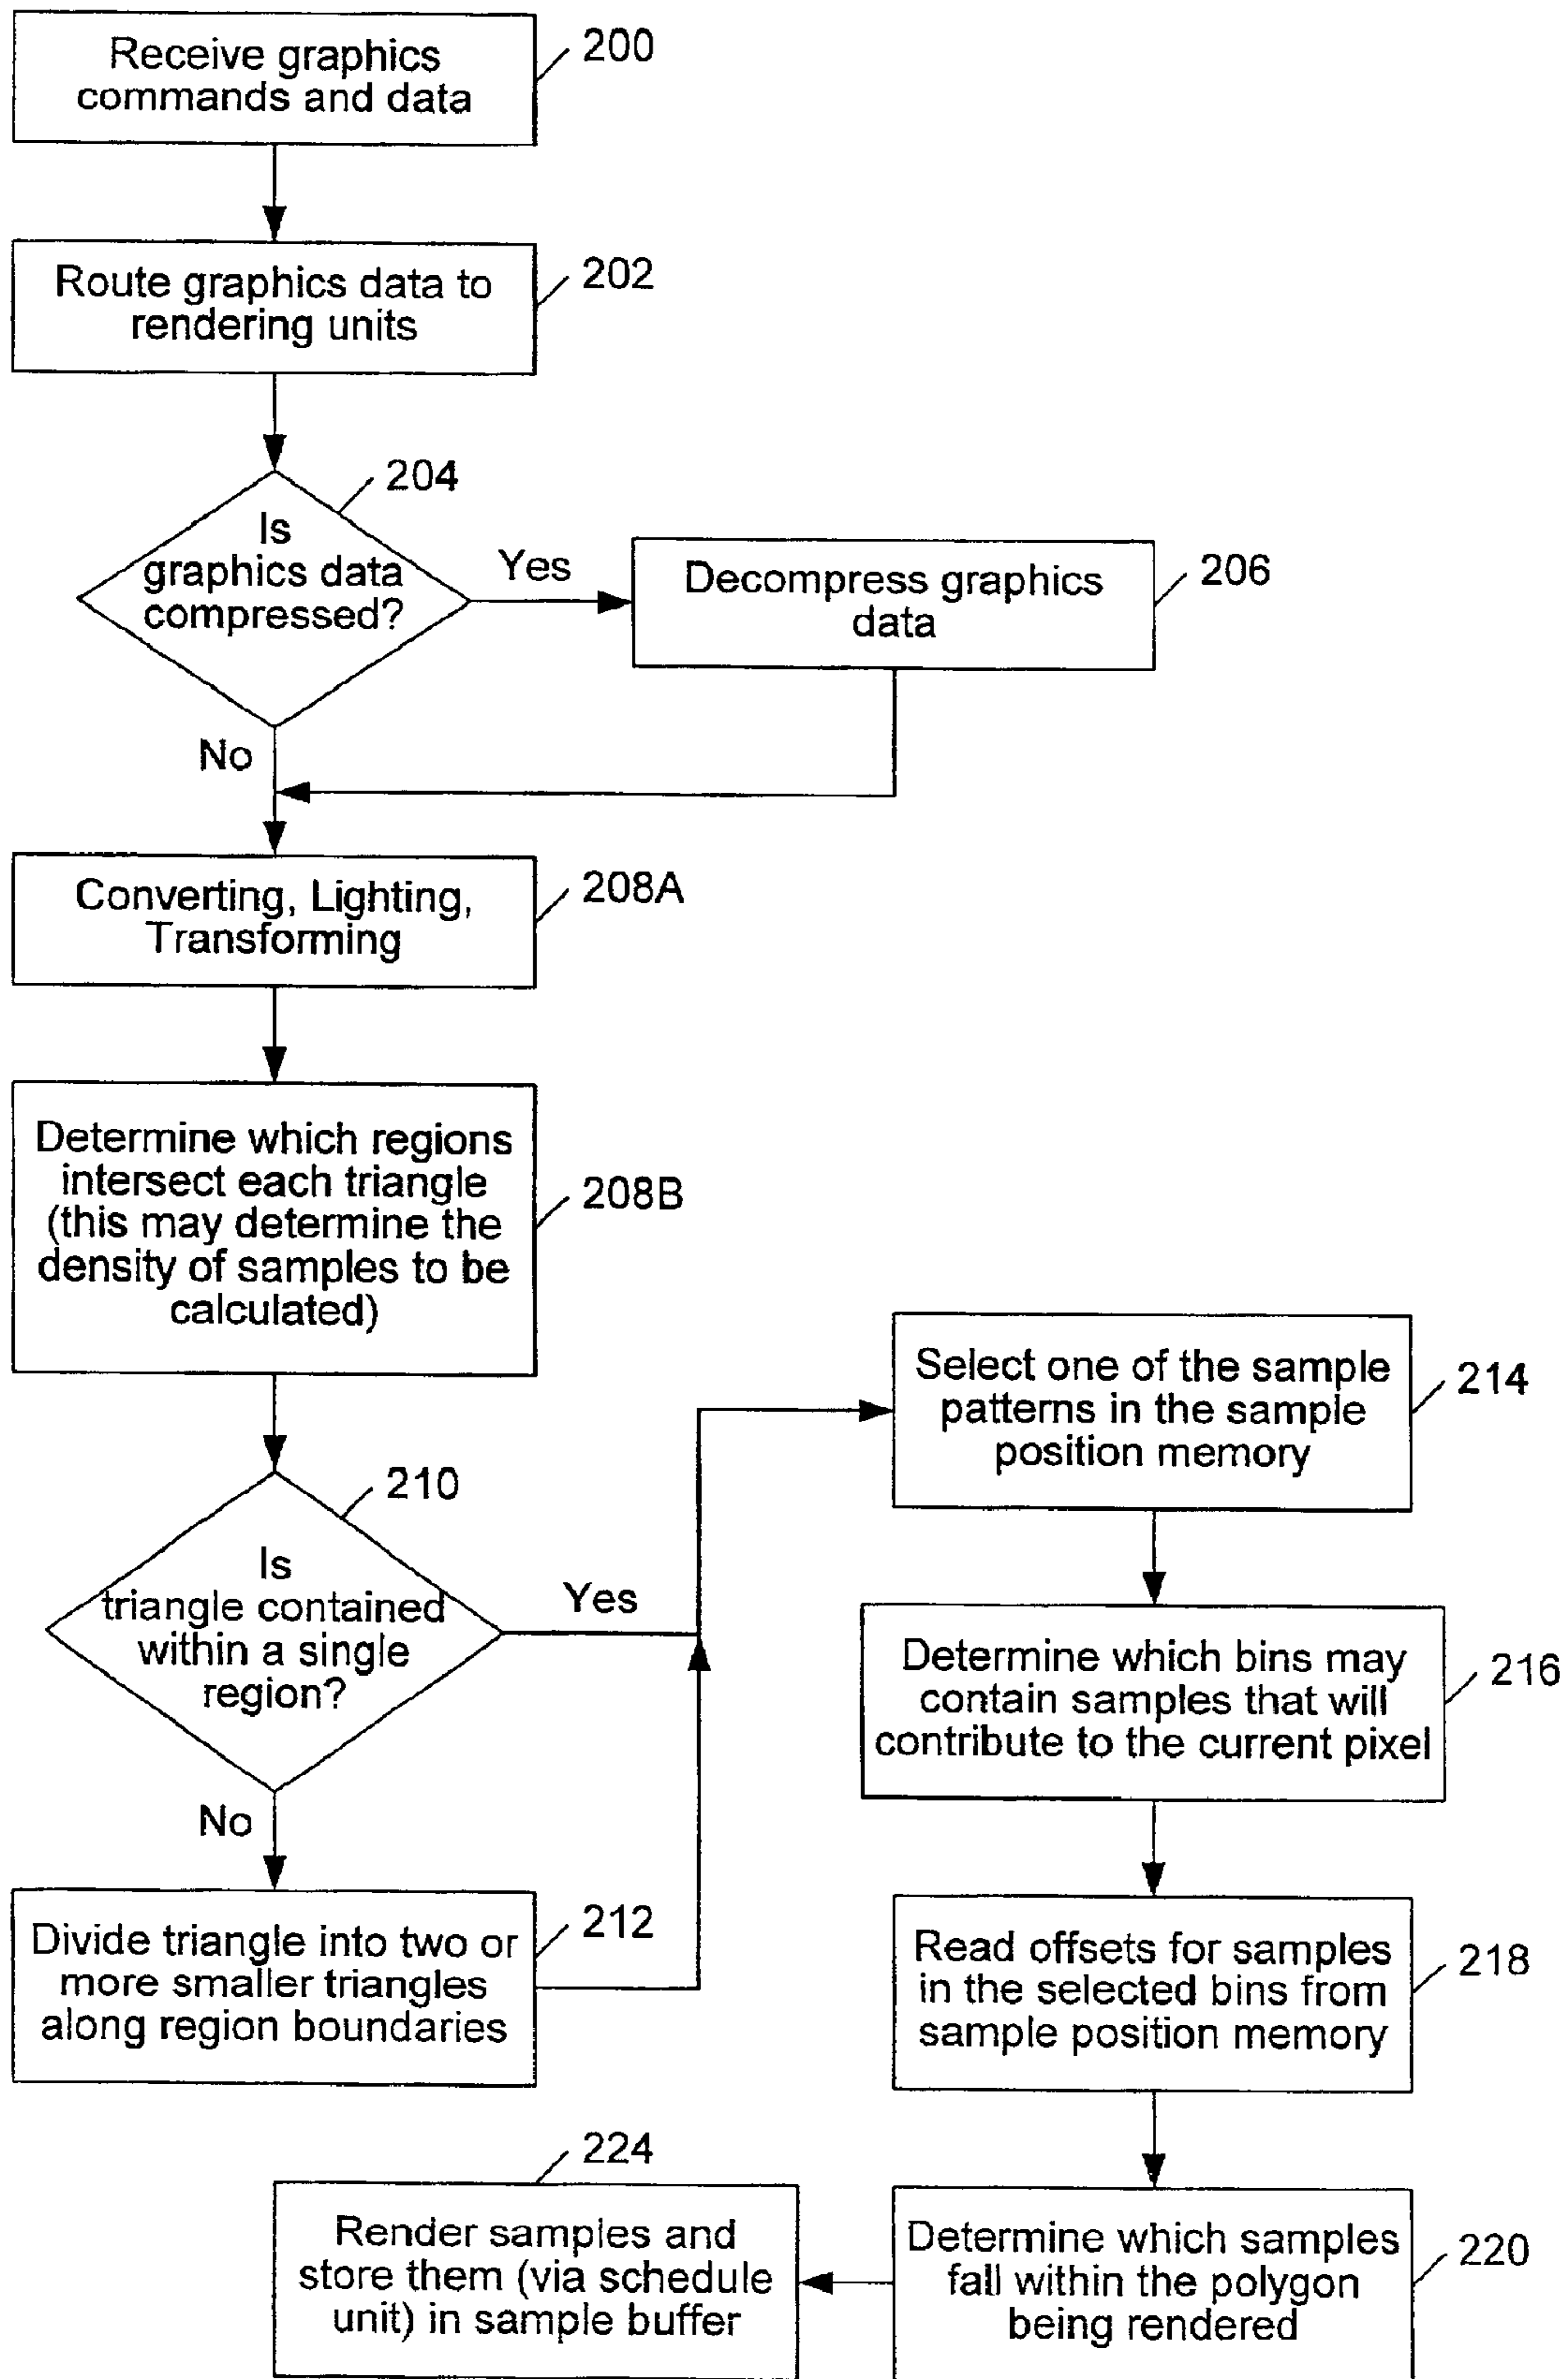 Receive graphics
commands and data
200
Route graphics data to
rendering units
202
204
Is
graphics data
compressed?
Yes
Decompress graphics
data
206
No
Converting, Lighting,
Transforming
208A
Determine which regions
intersect each triangle
(this may determine the
density of samples to be
calculated)
208B
210
Is
triangle contained
within a single
region?
Yes
No
Divide triangle into two or
more smaller triangles
along region boundaries
212
Select one of the sample
patterns in the sample
position memory
214
Determine which bins may
contain samples that will
contribute to the current pixel
216
Read offsets for samples
in the selected bins from
sample position memory
218
Determine which samples
fall within the polygon
being rendered
220
224
Render samples and
store them (via schedule
unit) in sample buffer